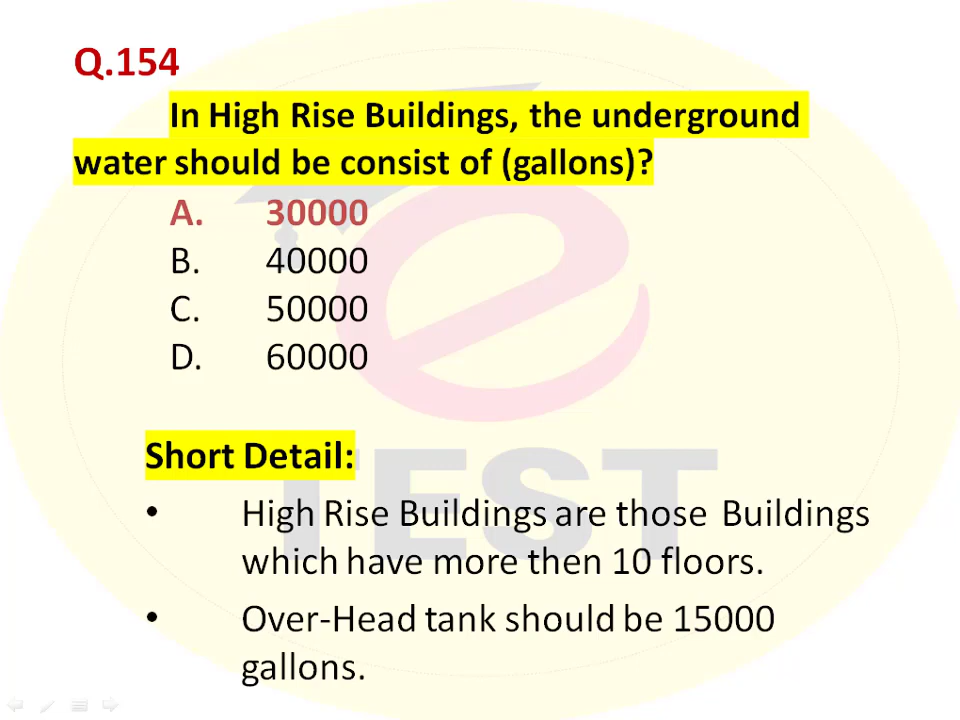 Q.154
In High Rise Buildings, the underground
water should be consist of (gallons)?
A. 30000
B. 40000
C. 50000
D. 60000
Short Detail:
• High Rise Buildings are those Buildings
which have more then 10 floors.
• Over-Head tank should be 15000
gallons.
e
TEST